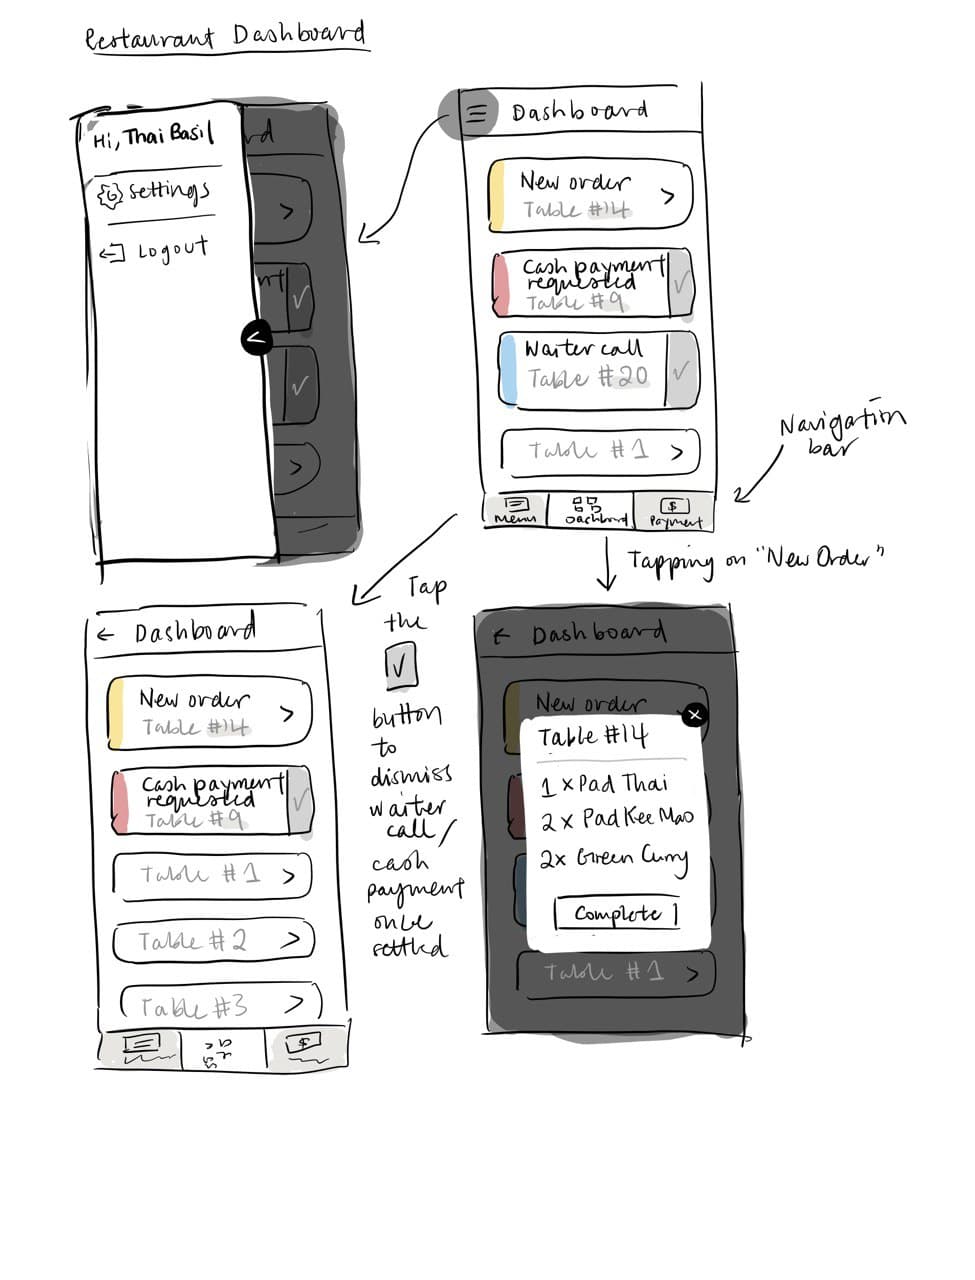 Restaurant Dashboard
Hi, Thai Basil
Settings
Logout
rd
nt
Dashboard
New order
Table #14
Cash payment
requested
Table #9
Waiter call
Table #20
Table #1
Menu
Dashboard
Payment
Navigation
bar
Tapping on "New Order"
Tap
the
button
to
dismiss
waiter
call/
cash
payment
once
settled
← Dashboard
New order
Table #14
Cash payment
requested
Table #9
Table #1
Table #2
Table #3
← Dashboard
New order
Table #14
1 x Pad Thai
2 x Pad Kee Mao
2x Green Curry
Complete
Table #1